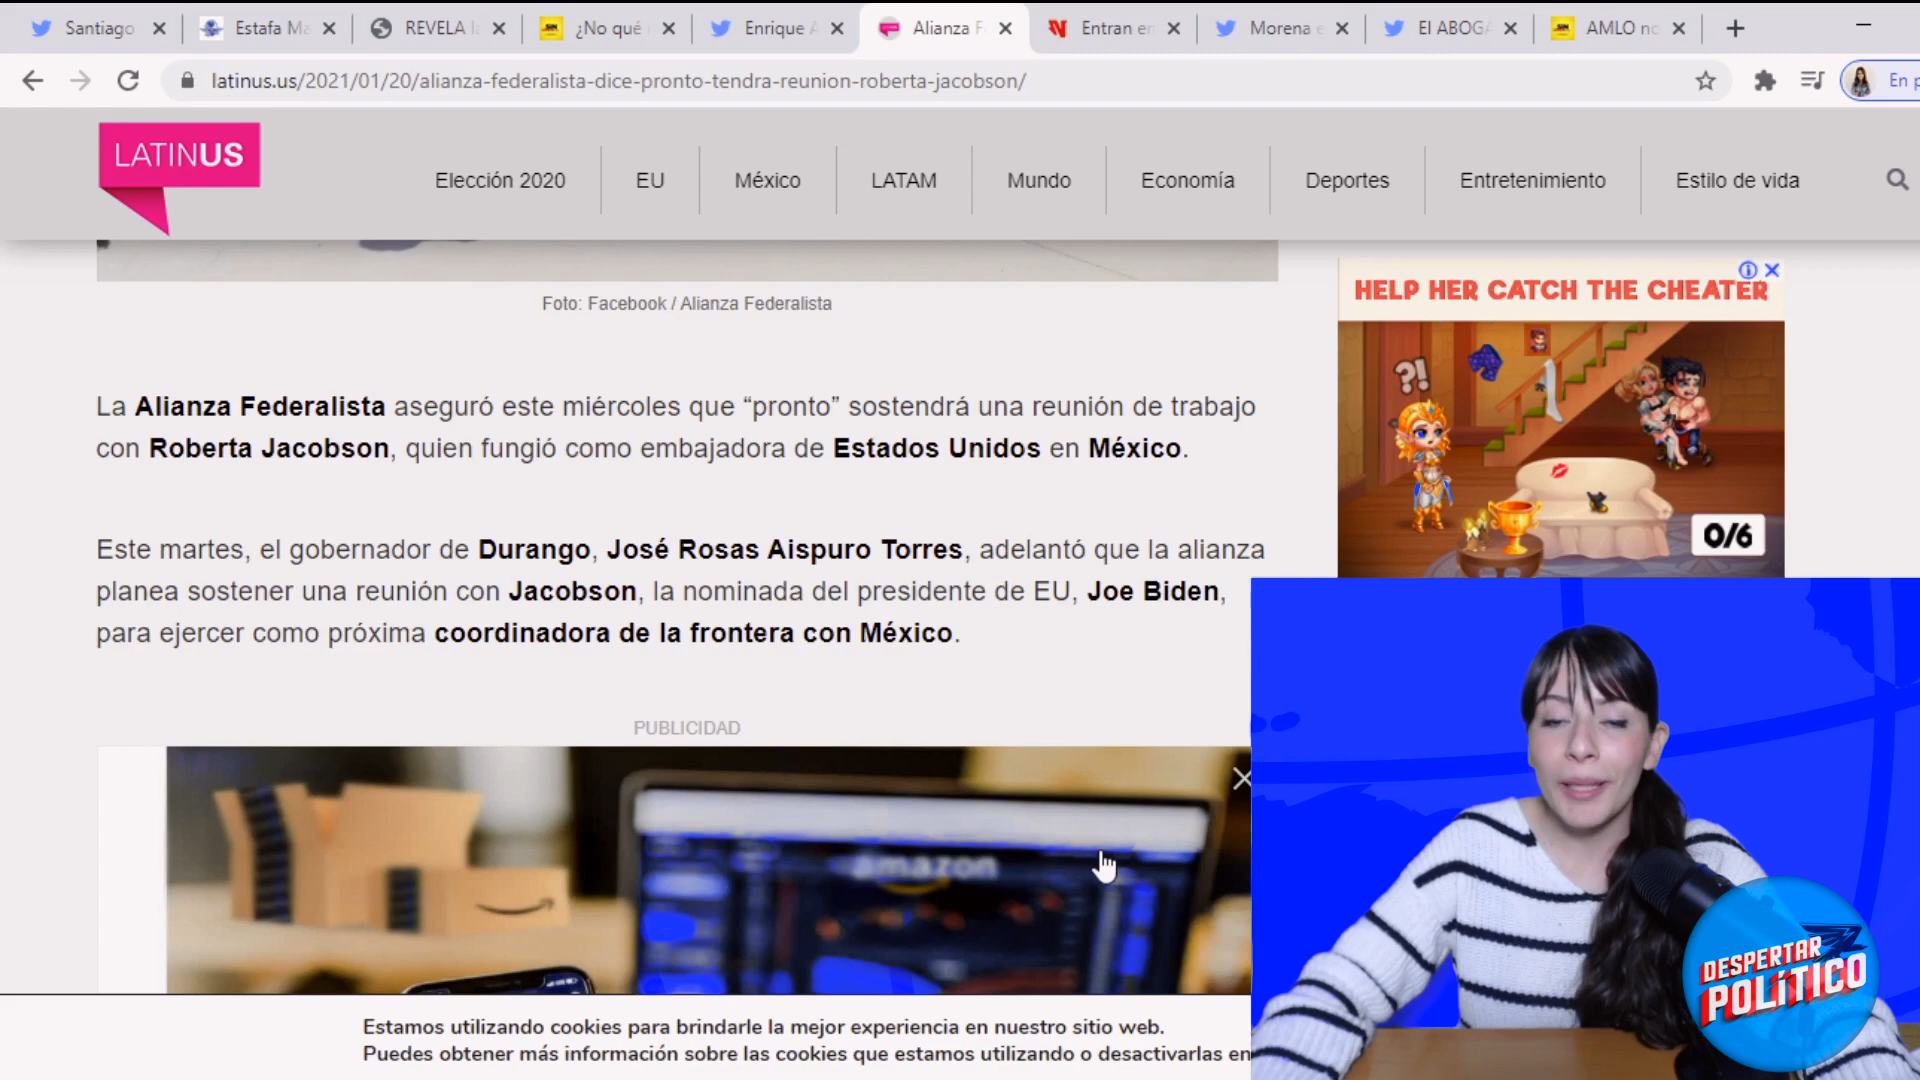 Santiago
Estafa Ma
REVELA l
¿No qué
Enrique A
Alianza F
Entran en
Morena e
El ABOGA
AMLO no
latinus.us/2021/01/20/alianza-federalista-dice-pronto-tendra-reunion-roberta-jacobson/
En p
LATINUS
Elección 2020
EU
México
LATAM
Mundo
Economía
Deportes
Entretenimiento
Estilo de vida
Foto: Facebook / Alianza Federalista
HELP HER CATCH THE CHEATER
?!
0/6
La Alianza Federalista aseguró este miércoles que “pronto” sostendrá una reunión de trabajo
con Roberta Jacobson, quien fungió como embajadora de Estados Unidos en México.
Este martes, el gobernador de Durango, José Rosas Aispuro Torres, adelantó que la alianza
planea sostener una reunión con Jacobson, la nominada del presidente de EU, Joe Biden,
para ejercer como próxima coordinadora de la frontera con México.
PUBLICIDAD
amazon
DESPERTAR
POLÍTICO
Estamos utilizando cookies para brindarle la mejor experiencia en nuestro sitio web.
Puedes obtener más información sobre las cookies que estamos utilizando o desactivarlas en